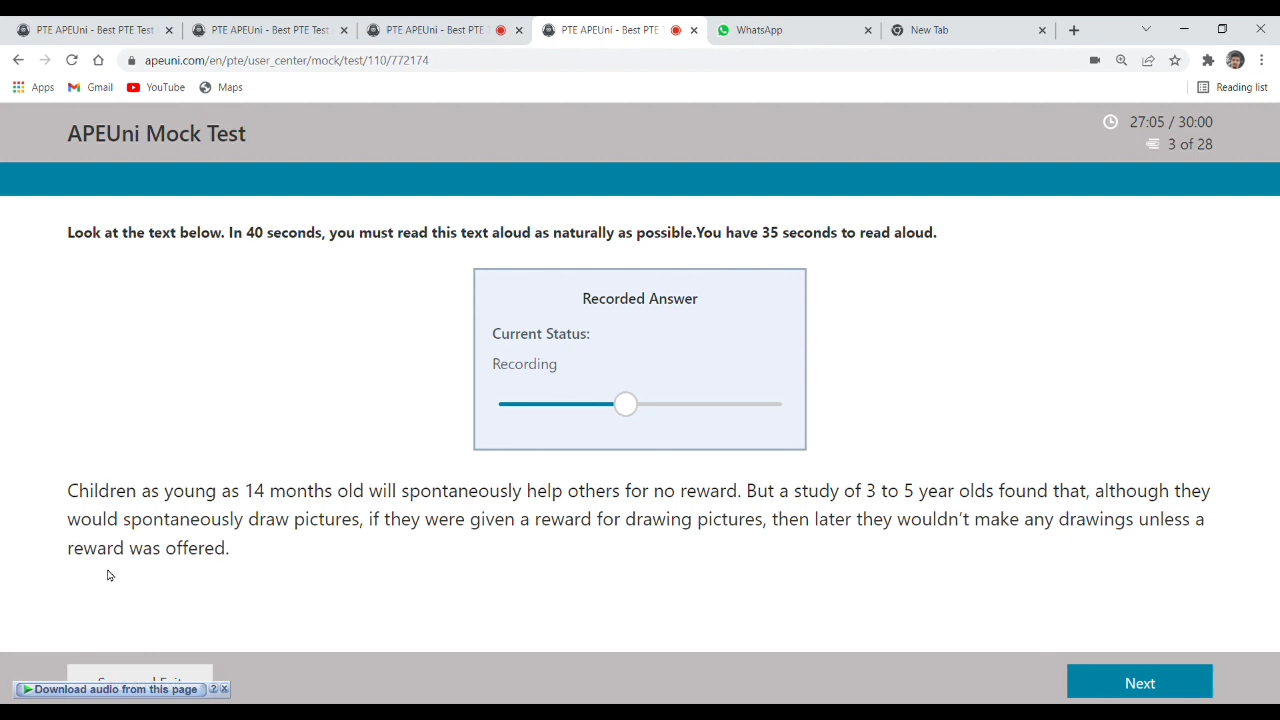 PTE APEUni - Best PTE Test
PTE APEUni - Best PTE Test
PTE APEUni - Best PTE
PTE APEUni - Best PTE
WhatsApp
New Tab
apeuni.com/en/pte/user_center/mock/test/110/772174
Apps
Gmail
YouTube
Maps
Reading list
APEUni Mock Test
27:05 / 30:00
3 of 28
Look at the text below. In 40 seconds, you must read this text aloud as naturally as possible.You have 35 seconds to read aloud.
Recorded Answer
Current Status:
Recording
Children as young as 14 months old will spontaneously help others for no reward. But a study of 3 to 5 year olds found that, although they
would spontaneously draw pictures, if they were given a reward for drawing pictures, then later they wouldn't make any drawings unless a
reward was offered.
Download audio from this page
?
Next